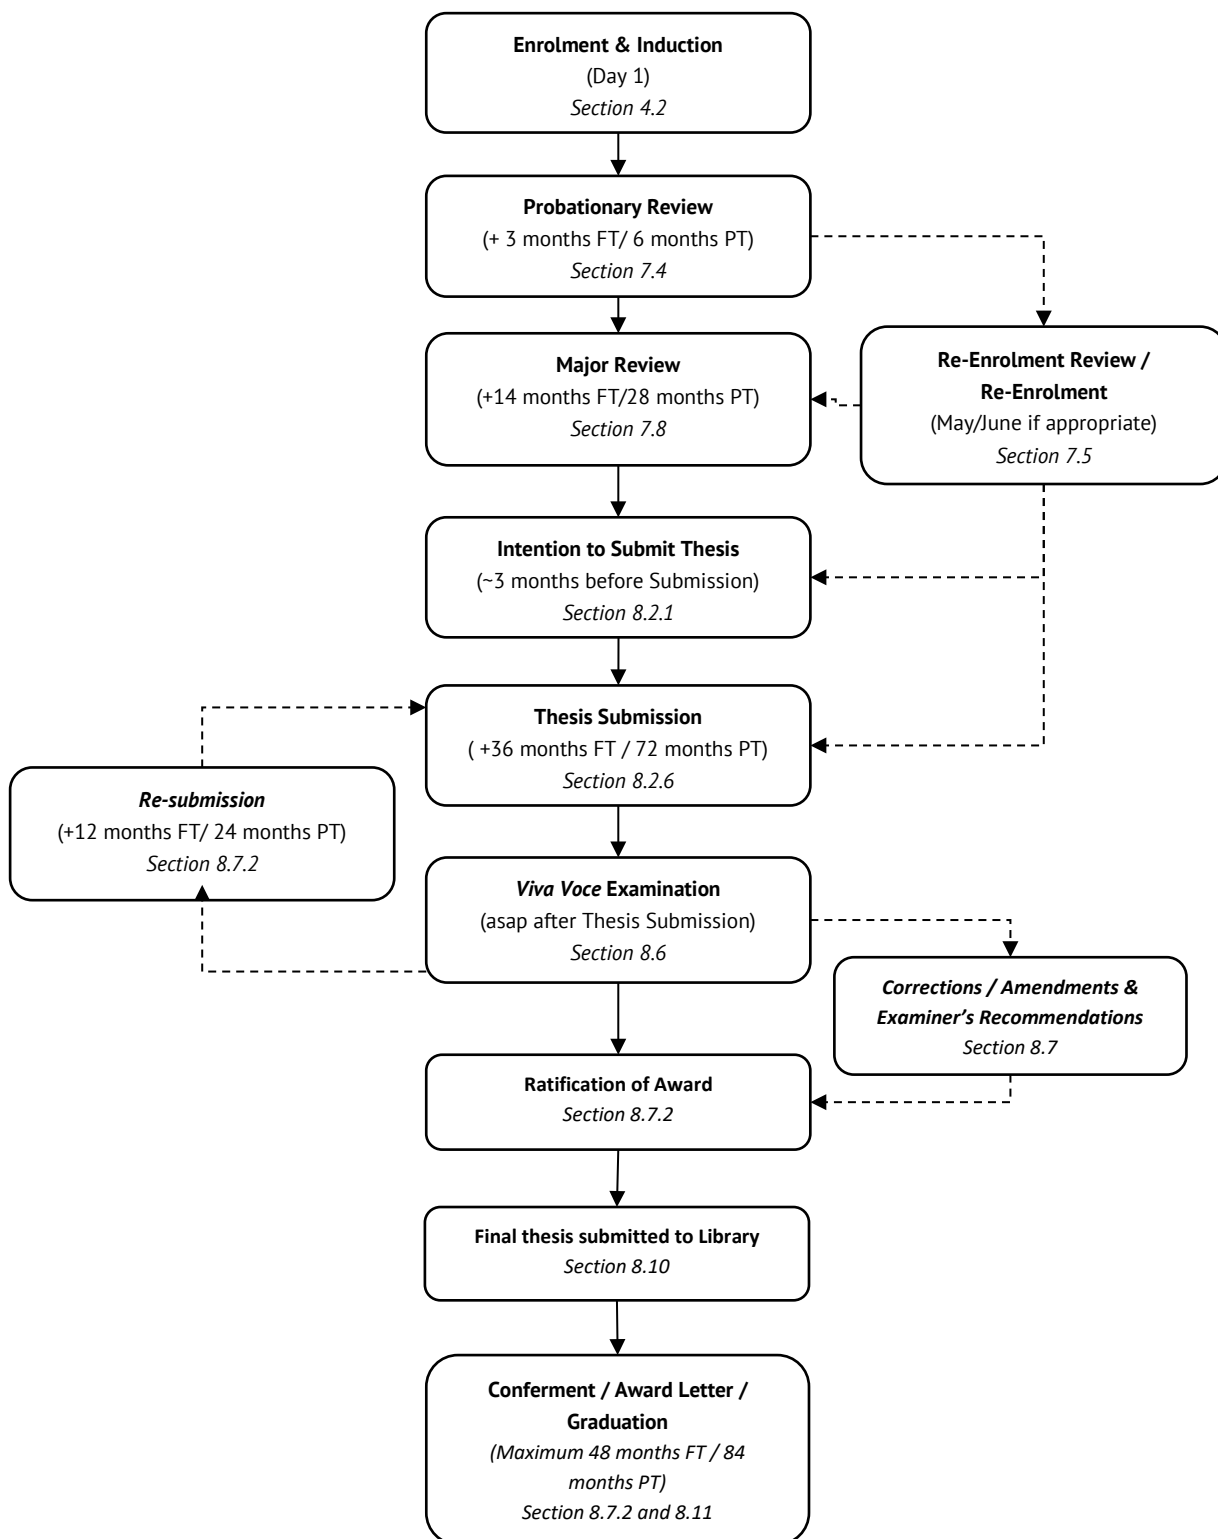 Enrolment & Induction
(Day 1)
Section 4.2
Probationary Review
(+ 3 months FT/ 6 months PT)
Section 7.4
Major Review
(+14 months FT/28 months PT)
Section 7.8
Re-Enrolment Review /
Re-Enrolment
(May/June if appropriate)
Section 7.5
Intention to Submit Thesis
(~3 months before Submission)
Section 8.2.1
Thesis Submission
( +36 months FT / 72 months PT)
Section 8.2.6
Re-submission
(+12 months FT/ 24 months PT)
Section 8.7.2
Viva Voce Examination
(asap after Thesis Submission)
Section 8.6
Corrections / Amendments &
Examiner’s Recommendations
Section 8.7
Ratification of Award
Section 8.7.2
Final thesis submitted to Library
Section 8.10
Conferment / Award Letter /
Graduation
(Maximum 48 months FT / 84
months PT)
Section 8.7.2 and 8.11